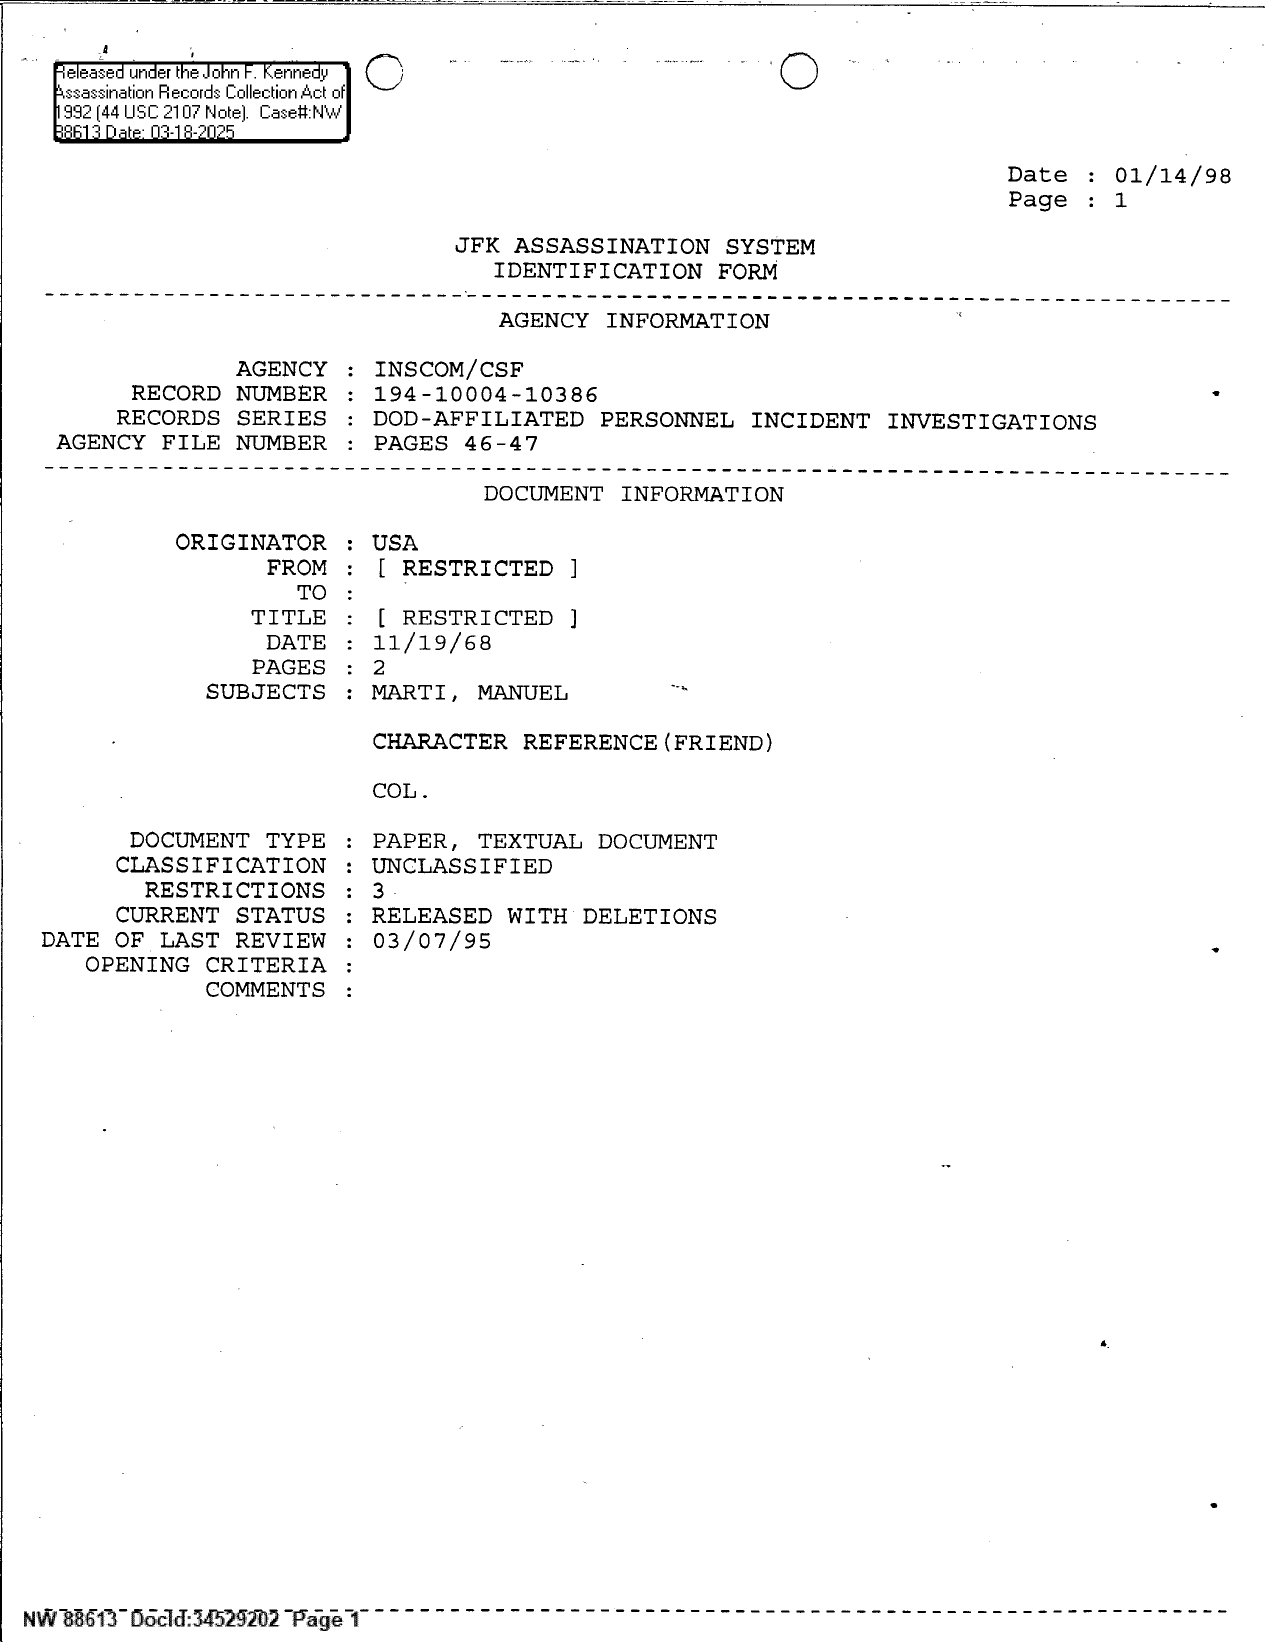 Released under the John F. Kennedy
Assassination Records Collection Act of
1992 (44 USC 2107 Note). Case#:NW
88613 Date: 03-18-2025
Date : 01/14/98
Page : 1
JFK ASSASSINATION SYSTEM
IDENTIFICATION FORM
AGENCY INFORMATION
AGENCY : INSCOM/CSF
RECORD NUMBER : 194-10004-10386
RECORDS SERIES : DOD-AFFILIATED PERSONNEL INCIDENT INVESTIGATIONS
AGENCY FILE NUMBER : PAGES 46-47
DOCUMENT INFORMATION
ORIGINATOR : USA
FROM : [ RESTRICTED ]
TO :
TITLE : [ RESTRICTED ]
DATE : 11/19/68
PAGES : 2
SUBJECTS : MARTI, MANUEL
CHARACTER REFERENCE(FRIEND)
COL.
DOCUMENT TYPE : PAPER, TEXTUAL DOCUMENT
CLASSIFICATION : UNCLASSIFIED
RESTRICTIONS : 3
CURRENT STATUS : RELEASED WITH DELETIONS
DATE OF LAST REVIEW : 03/07/95
OPENING CRITERIA :
COMMENTS :
NW 88613 DocId:34529202 Page 1